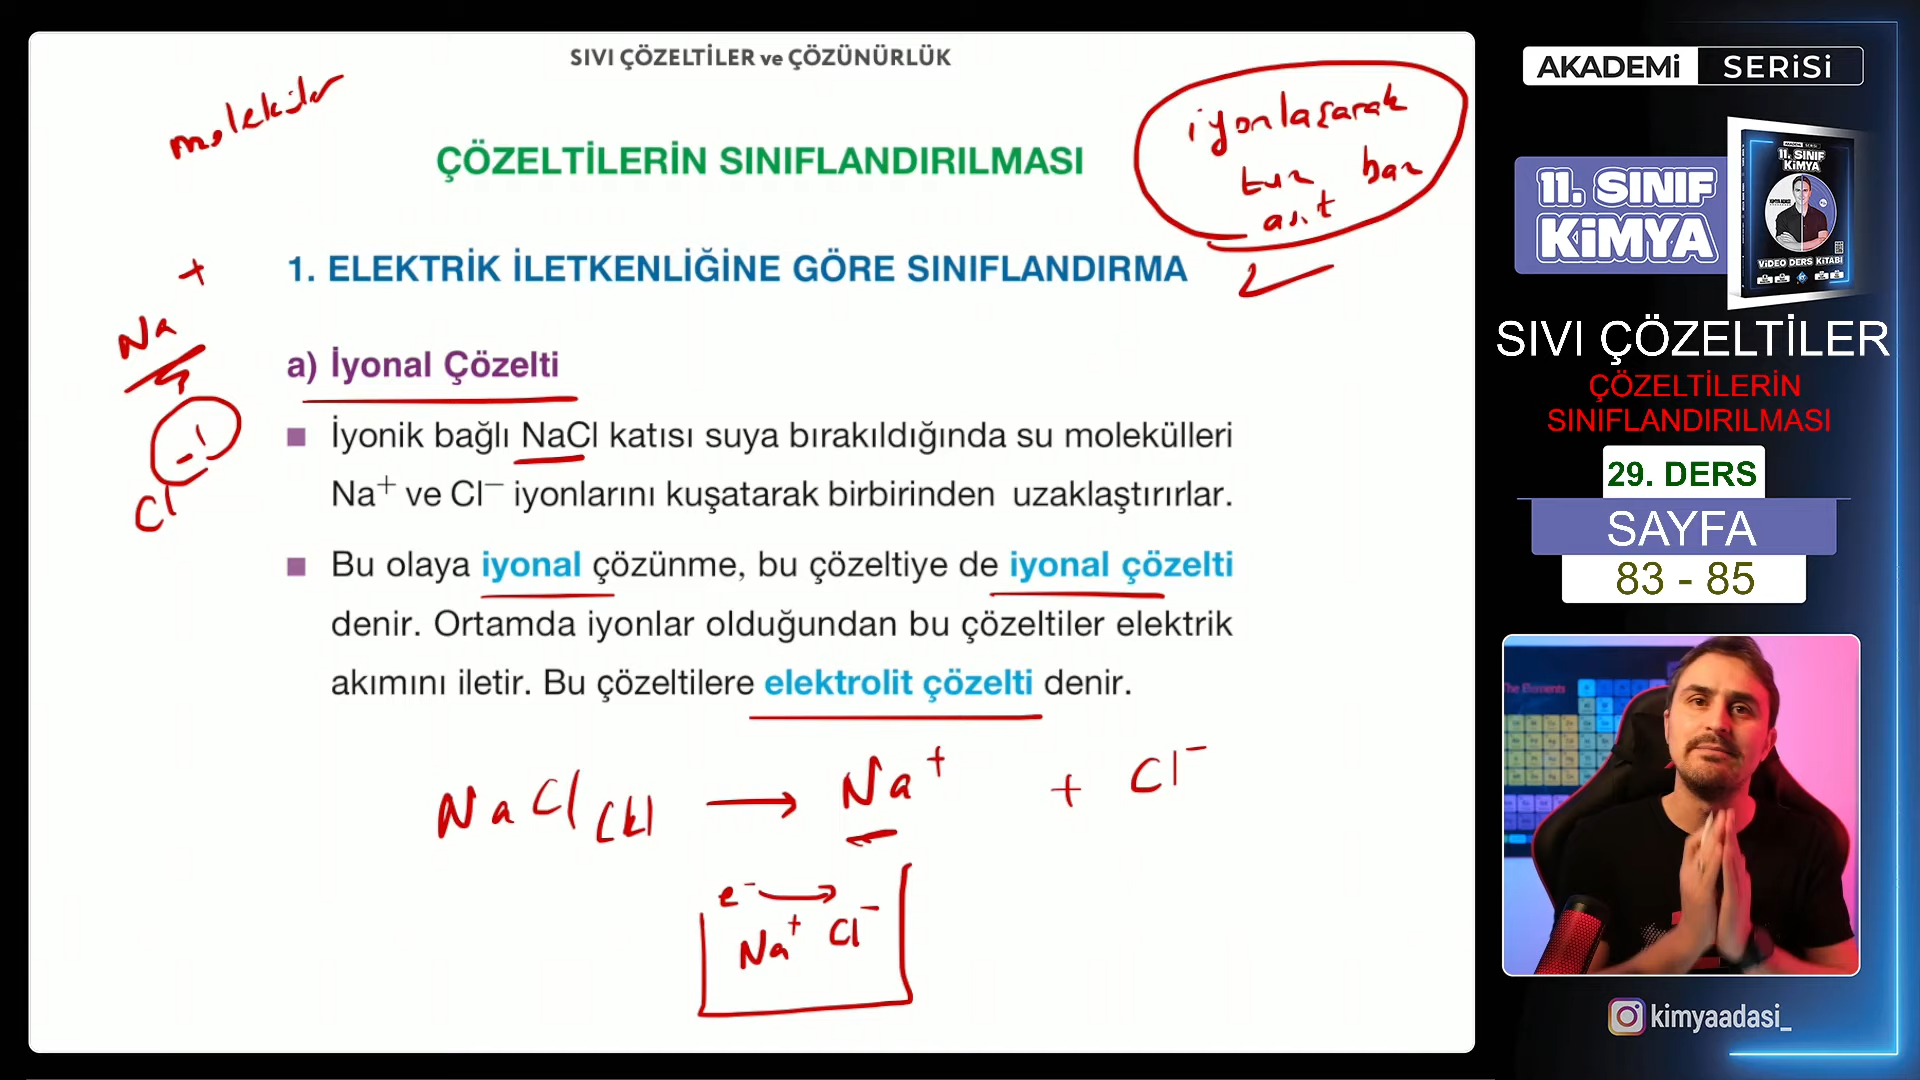 SIVI ÇÖZELTİLER ve ÇÖZÜNÜRLÜK
moleküler
iyonlaşarak
tuz baz
asit
ÇÖZELTİLERİN SINIFLANDIRILMASI
1. ELEKTRİK İLETKENLİĞİNE GÖRE SINIFLANDIRMA
+
Na
Cl
a) İyonal Çözelti
■ İyonik bağlı NaCl katısı suya bırakıldığında su molekülleri
Na⁺ ve Cl⁻ iyonlarını kuşatarak birbirinden uzaklaştırırlar.
■ Bu olaya iyonal çözünme, bu çözeltiye de iyonal çözelti
denir. Ortamda iyonlar olduğundan bu çözeltiler elektrik
akımını iletir. Bu çözeltilere elektrolit çözelti denir.
NaCl(k) → Na⁺ + Cl⁻
e⁻ →
Na⁺ Cl⁻
AKADEMİ SERİSİ
11. SINIF
KİMYA
11. SINIF
KİMYA
VİDEO DERS KİTABI
SIVI ÇÖZELTİLER
ÇÖZELTİLERİN
SINIFLANDIRILMASI
29. DERS
SAYFA
83 - 85
The Elements
kimyaadasi_